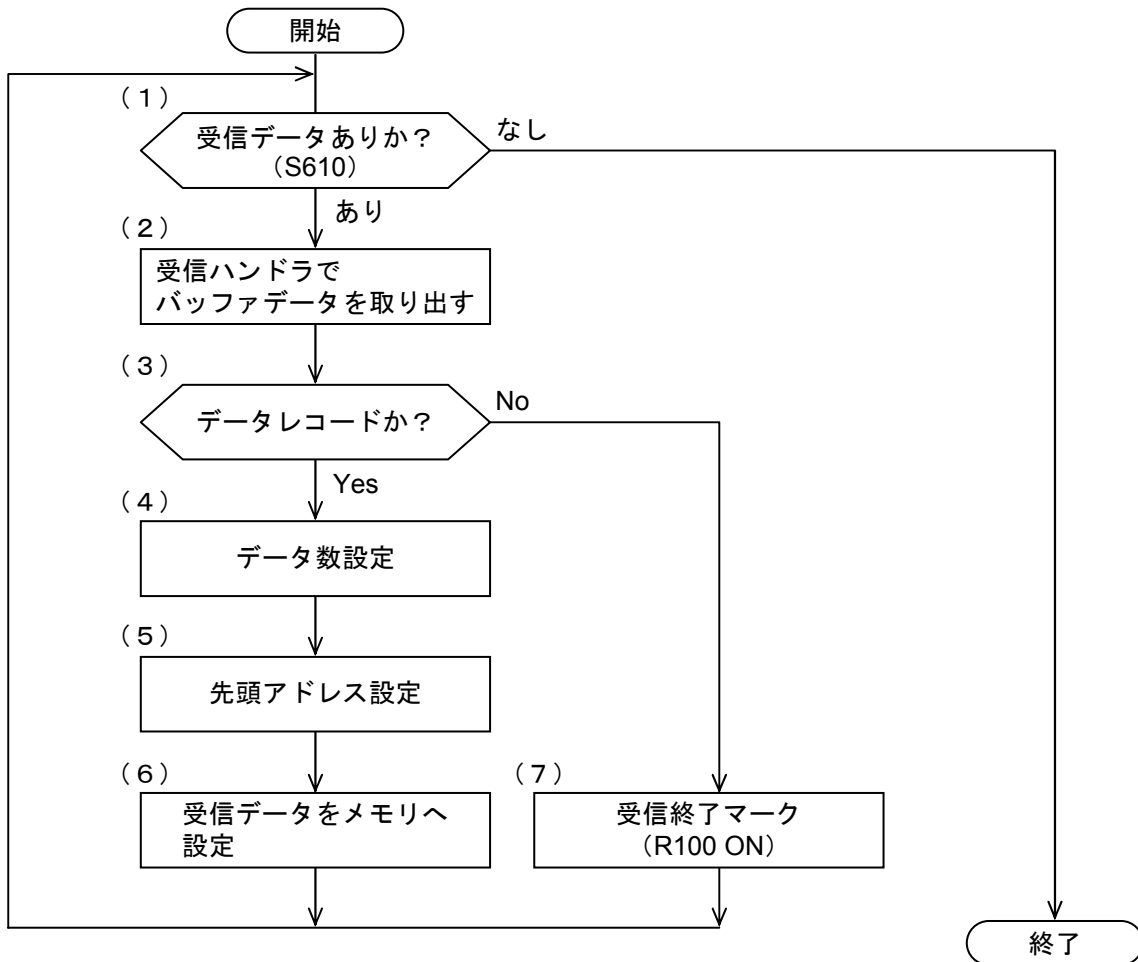 開始
（１）
受信データありか？
（S610）
なし
あり
（２）
受信ハンドラで
バッファデータを取り出す
（３）
データレコードか？
No
Yes
（４）
データ数設定
（５）
先頭アドレス設定
（６）
受信データをメモリへ
設定
（７）
受信終了マーク
（R100 ON）
終了